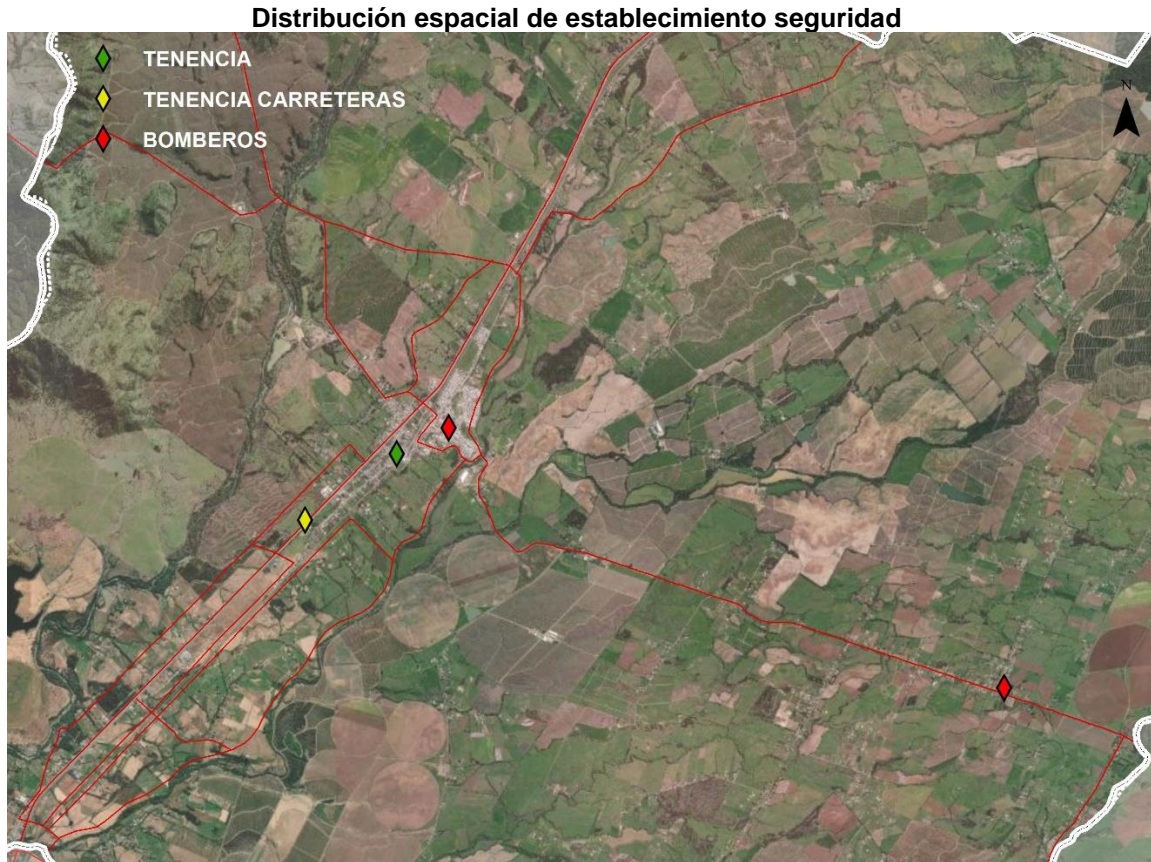 Distribución espacial de establecimiento seguridad
TENENCIA
TENENCIA CARRETERAS
BOMBEROS
N